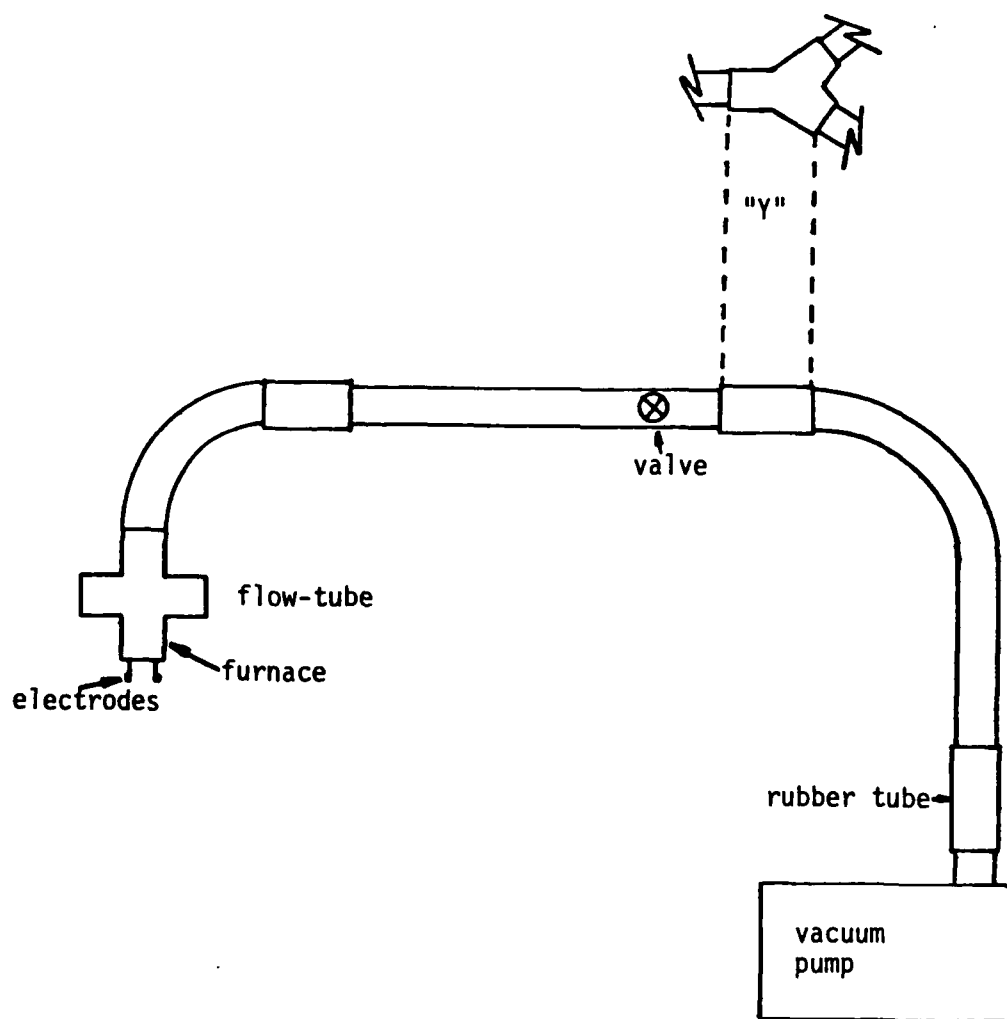 "Y"
valve
flow-tube
furnace
electrodes
rubber tube
vacuum
pump